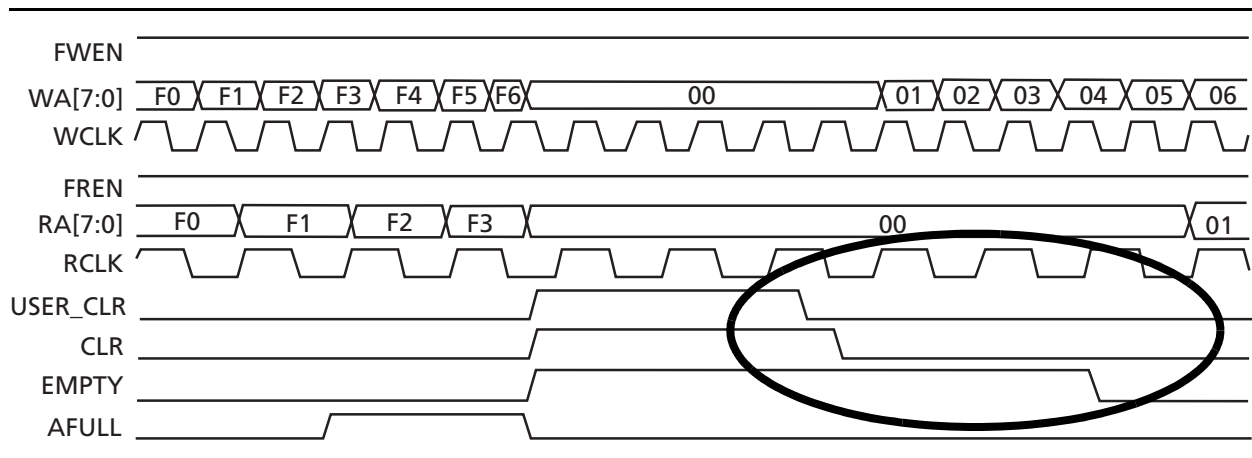 FWEN
WA[7:0] F0 F1 F2 F3 F4 F5 F6 00 01 02 03 04 05 06
WCLK
FREN
RA[7:0] F0 F1 F2 F3 00 01
RCLK
USER_CLR
CLR
EMPTY
AFULL